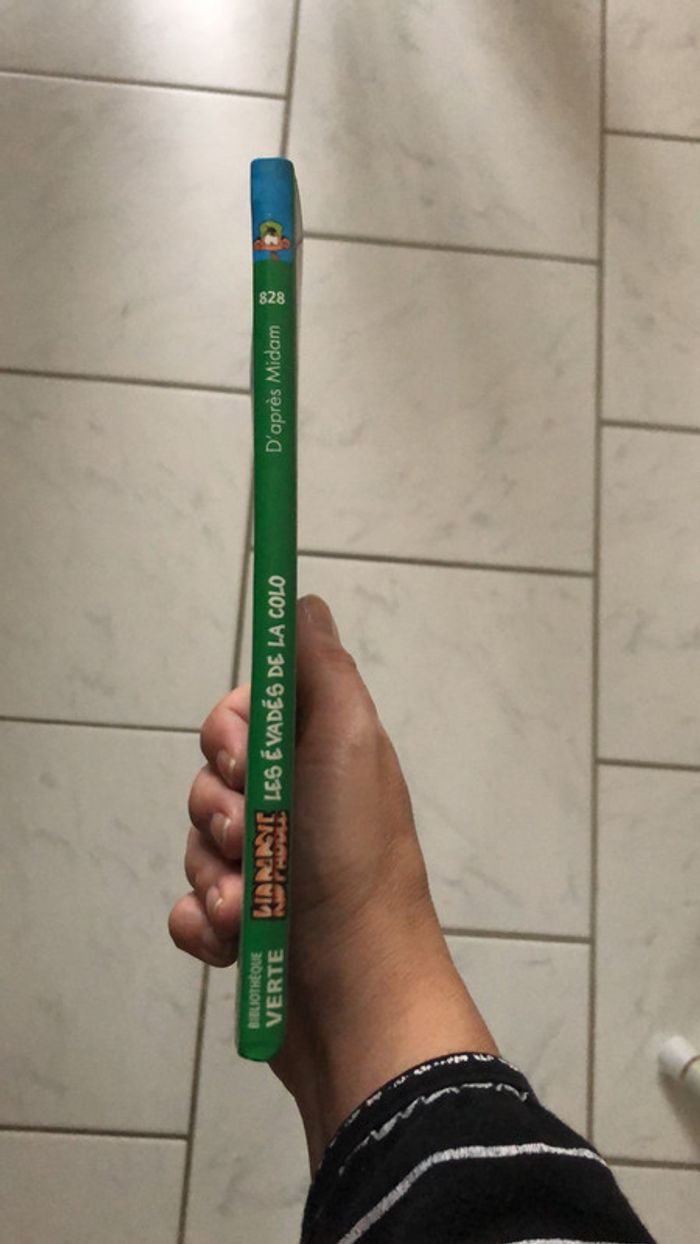 BIBLIOTHÈQUE
VERTE
KID PADDLE
LES ÉVADÉS DE LA COLO
D'après Midam
828